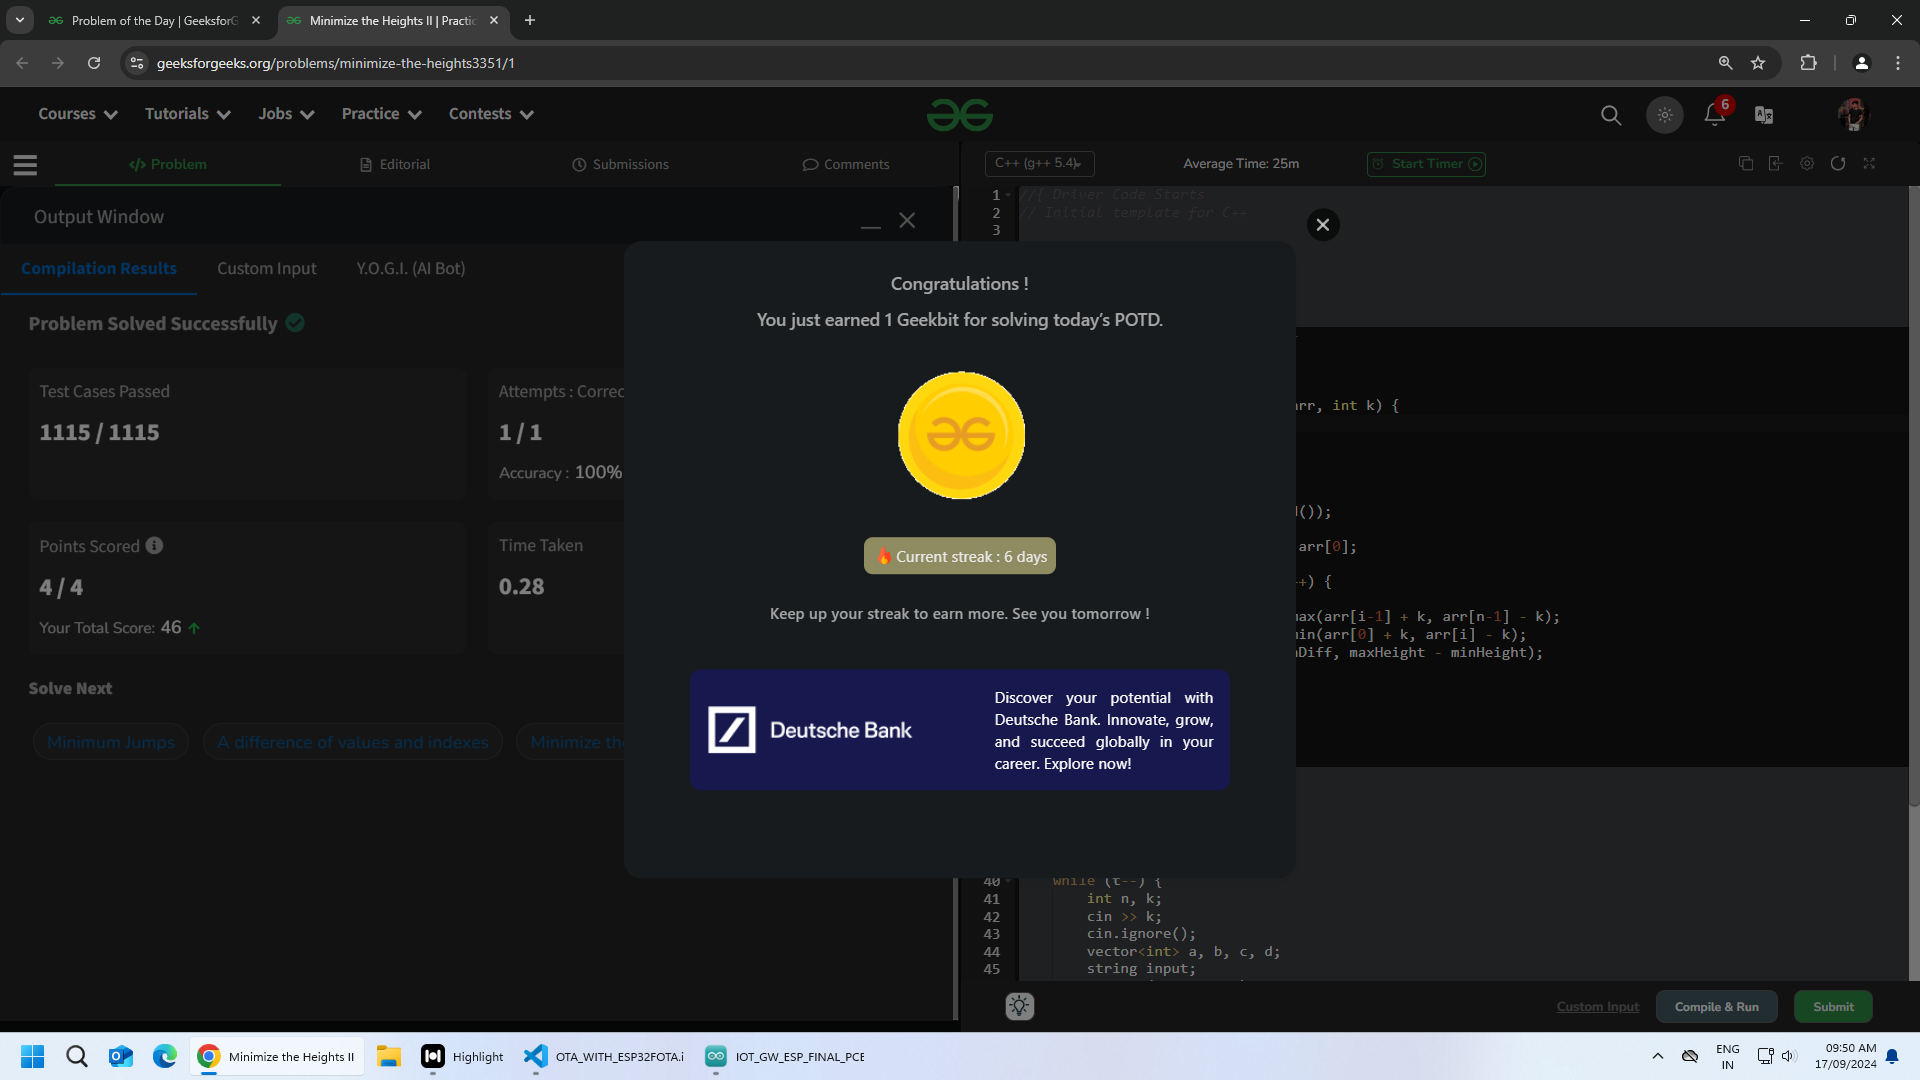 Problem of the Day | GeeksforG
Minimize the Heights II | Practic
geeksforgeeks.org/problems/minimize-the-heights3351/1
Courses
Tutorials
Jobs
Practice
Contests
6
Problem
Editorial
Submissions
Comments
C++ (g++ 5.4)
Average Time: 25m
Start Timer
Output Window
Compilation Results
Custom Input
Y.O.G.I. (AI Bot)
Problem Solved Successfully
Test Cases Passed
1115 / 1115
Attempts : Correc
1 / 1
Accuracy : 100%
Points Scored
4 / 4
Your Total Score: 46
Time Taken
0.28
Solve Next
Minimum Jumps
A difference of values and indexes
Minimize the
Congratulations !
You just earned 1 Geekbit for solving today's POTD.
Current streak : 6 days
Keep up your streak to earn more. See you tomorrow !
Deutsche Bank
Discover your potential with
Deutsche Bank. Innovate, grow,
and succeed globally in your
career. Explore now!
1 //{ Driver Code Starts
2 // Initial template for C++
3
arr, int k) {
());
arr[0];
++) {
max(arr[i-1] + k, arr[n-1] - k);
min(arr[0] + k, arr[i] - k);
Diff, maxHeight - minHeight);
40 while (t--) {
41 int n, k;
42 cin >> k;
43 cin.ignore();
44 vector<int> a, b, c, d;
45 string input;
Custom Input
Compile & Run
Submit
Minimize the Heights II
Highlight
OTA_WITH_ESP32FOTA.i
IOT_GW_ESP_FINAL_PCE
ENG
IN
09:50 AM
17/09/2024